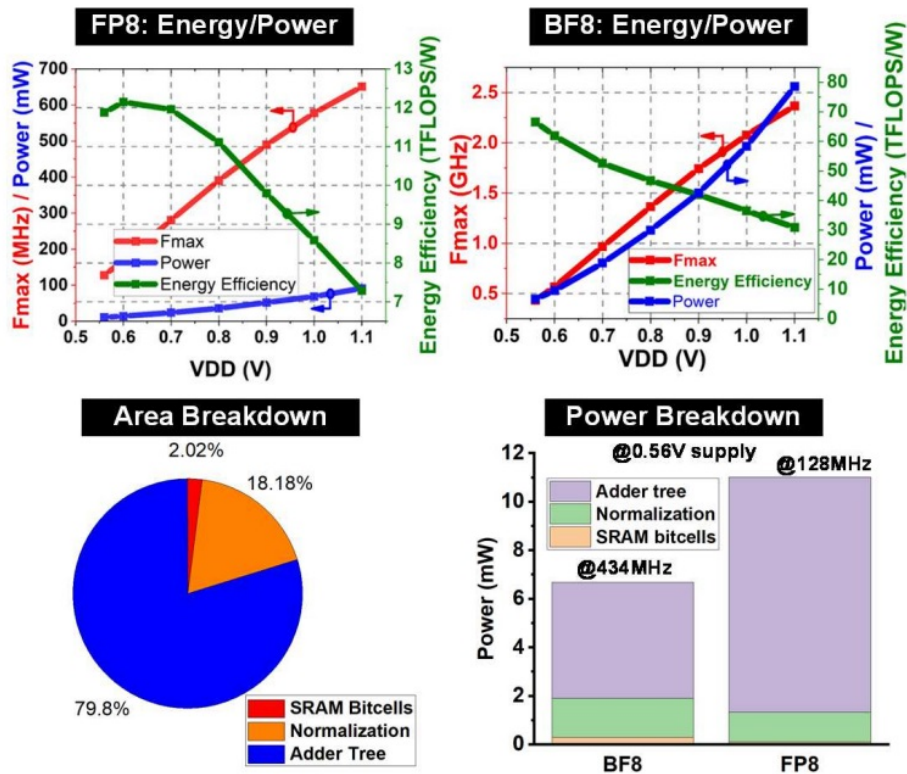 FP8: Energy/Power
Fmax (MHz) / Power (mW)
700
600
500
400
300
200
100
0
13
12
11
10
9
8
7
Energy Efficiency (TFLOPS/W)
Fmax
Power
Energy Efficiency
0.5 0.6 0.7 0.8 0.9 1.0 1.1
VDD (V)
BF8: Energy/Power
Fmax (GHz)
2.5
2.0
1.5
1.0
0.5
80
70
60
50
40
30
20
10
0
Power (mW) /
Energy Efficiency (TFLOPS/W)
Fmax
Energy Efficiency
Power
0.5 0.6 0.7 0.8 0.9 1.0 1.1
VDD (V)
Area Breakdown
2.02%
18.18%
79.8%
SRAM Bitcells
Normalization
Adder Tree
Power Breakdown
@0.56V supply
@128MHz
Adder tree
Normalization
SRAM bitcells
@434MHz
Power (mW)
12
10
8
6
4
2
0
BF8 FP8